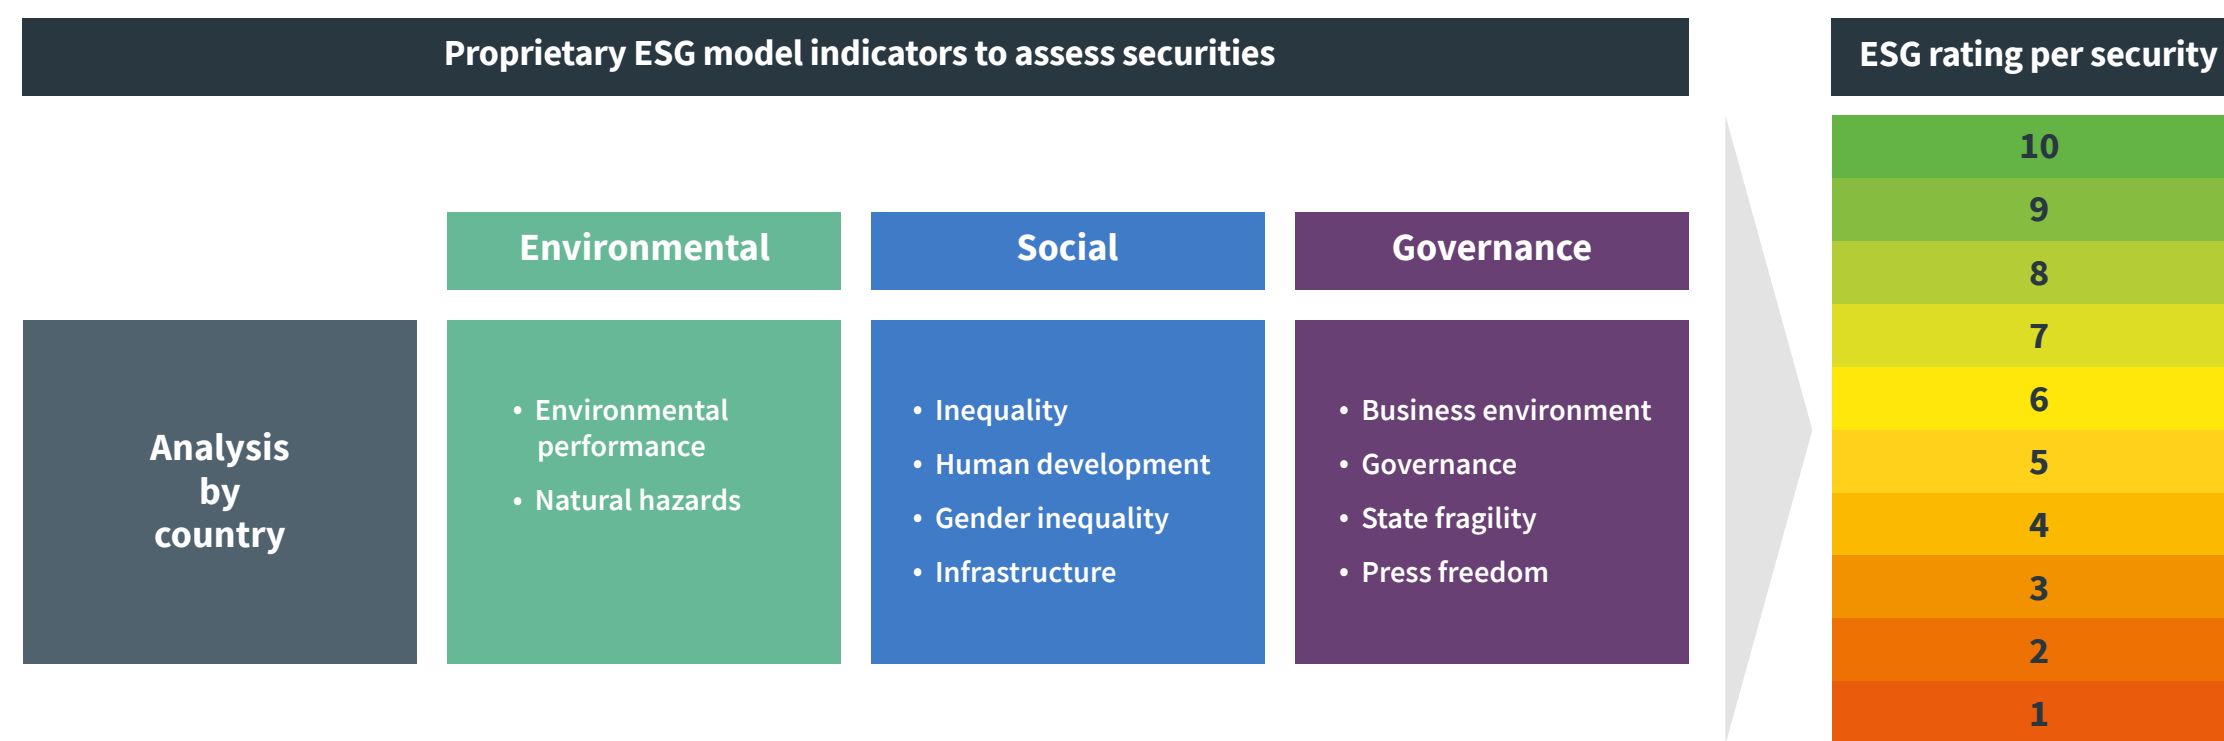 Proprietary ESG model indicators to assess securities
ESG rating per security
Environmental
Social
Governance
Analysis
by
country
• Environmental
performance
• Natural hazards
• Inequality
• Human development
• Gender inequality
• Infrastructure
• Business environment
• Governance
• State fragility
• Press freedom
10
9
8
7
6
5
4
3
2
1